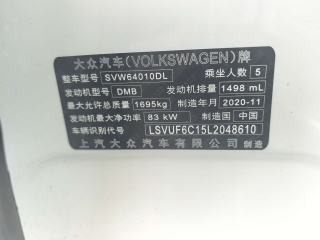 大众汽车(VOLKSWAGEN)牌
整车型号 SVW64010DL 乘坐人数 5
发动机型号 DMB 发动机排量 1498 mL
最大允许总质量 1695kg 制造年月 2020-11
发动机最大净功率 83 kW 制造国 中国
车辆识别代号 LSVUF6C15L2048610
上汽大众汽车有限公司 制造